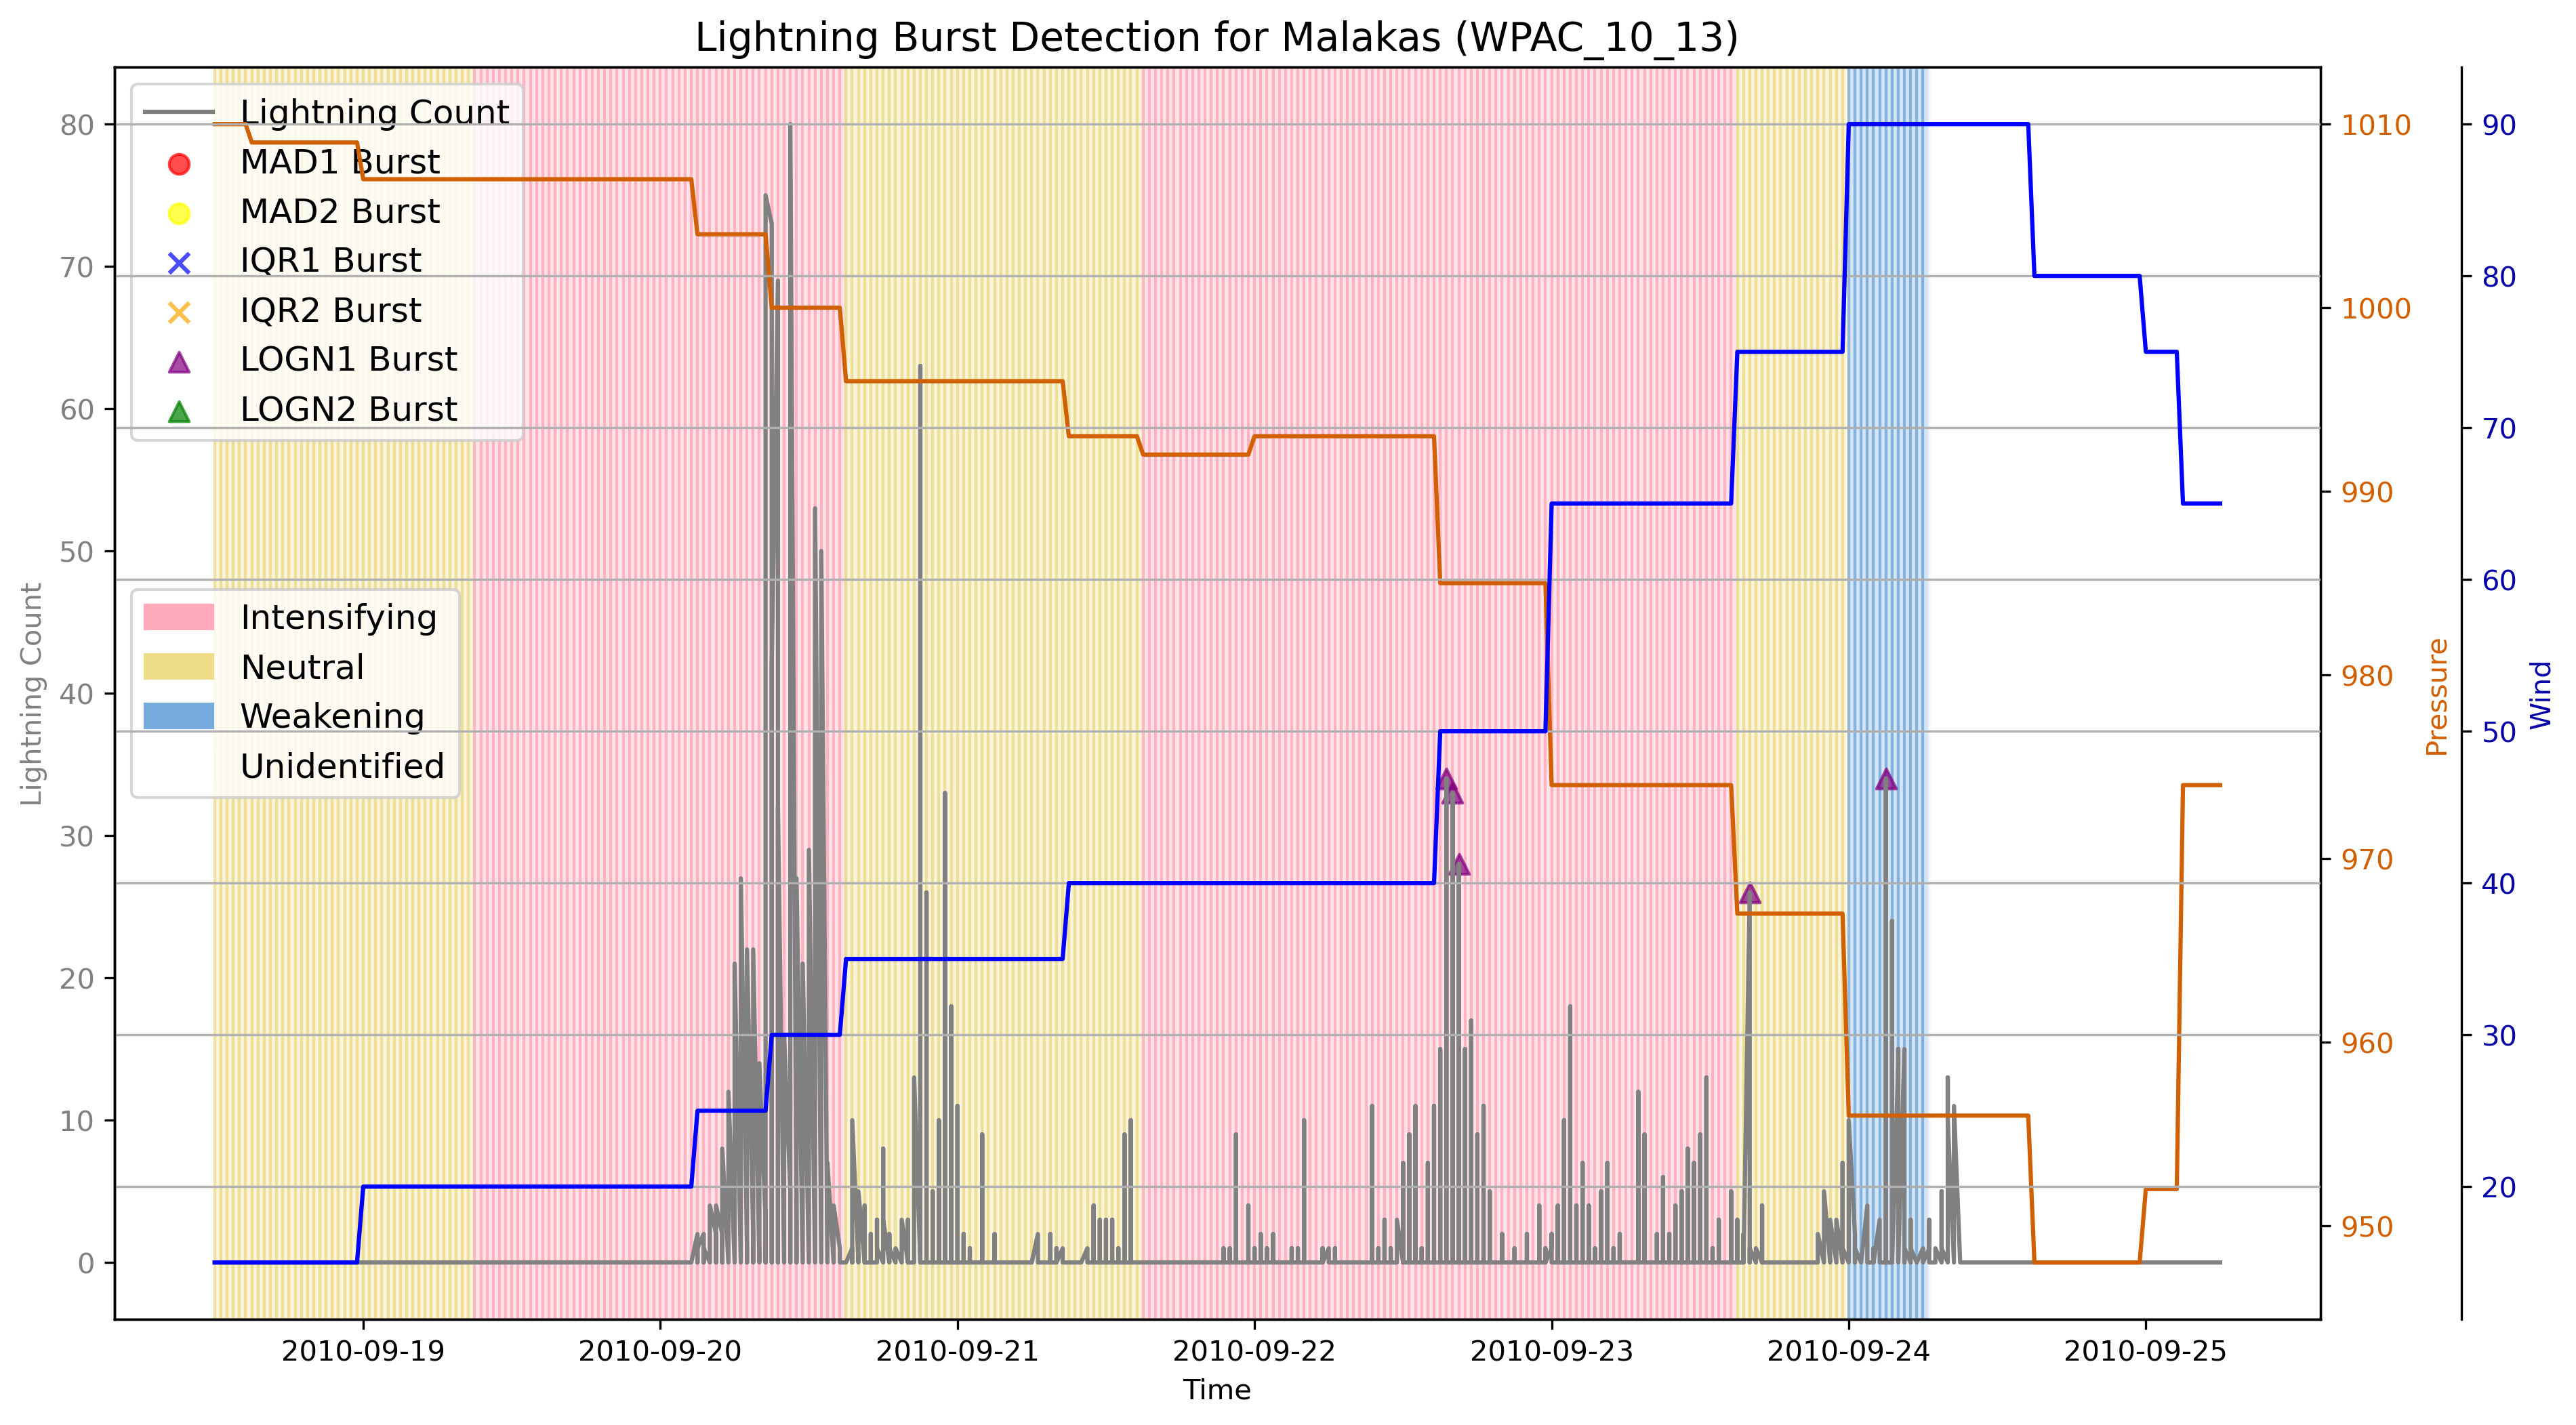 Lightning Burst Detection for Malakas (WPAC_10_13)
Lightning Count
MAD1 Burst
MAD2 Burst
IQR1 Burst
IQR2 Burst
LOGN1 Burst
LOGN2 Burst
Intensifying
Neutral
Weakening
Unidentified
Lightning Count
80
70
60
50
40
30
20
10
0
1010
1000
990
980
970
960
950
Pressure
90
80
70
60
50
40
30
20
Wind
2010-09-19
2010-09-20
2010-09-21
2010-09-22
2010-09-23
2010-09-24
2010-09-25
Time